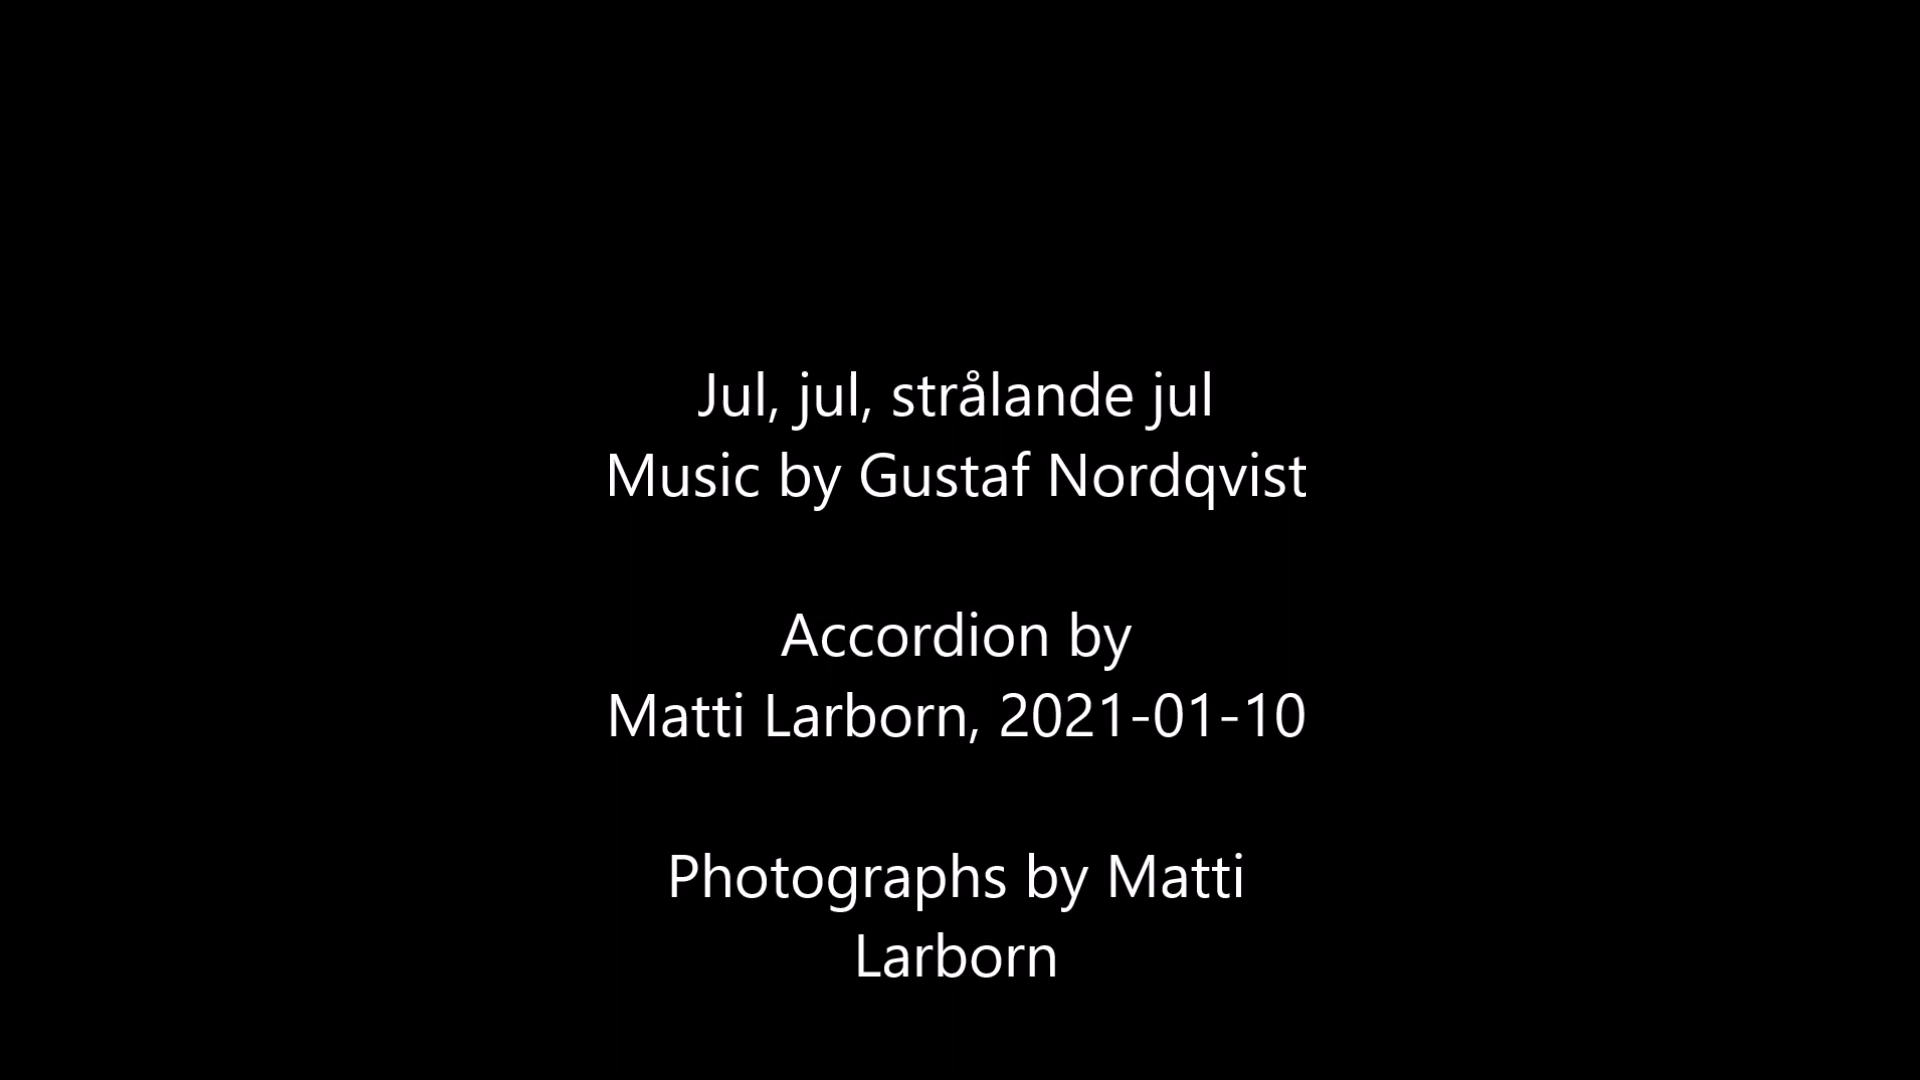 Jul, jul, strålande jul
Music by Gustaf Nordqvist
Accordion by
Matti Larborn, 2021-01-10
Photographs by Matti
Larborn